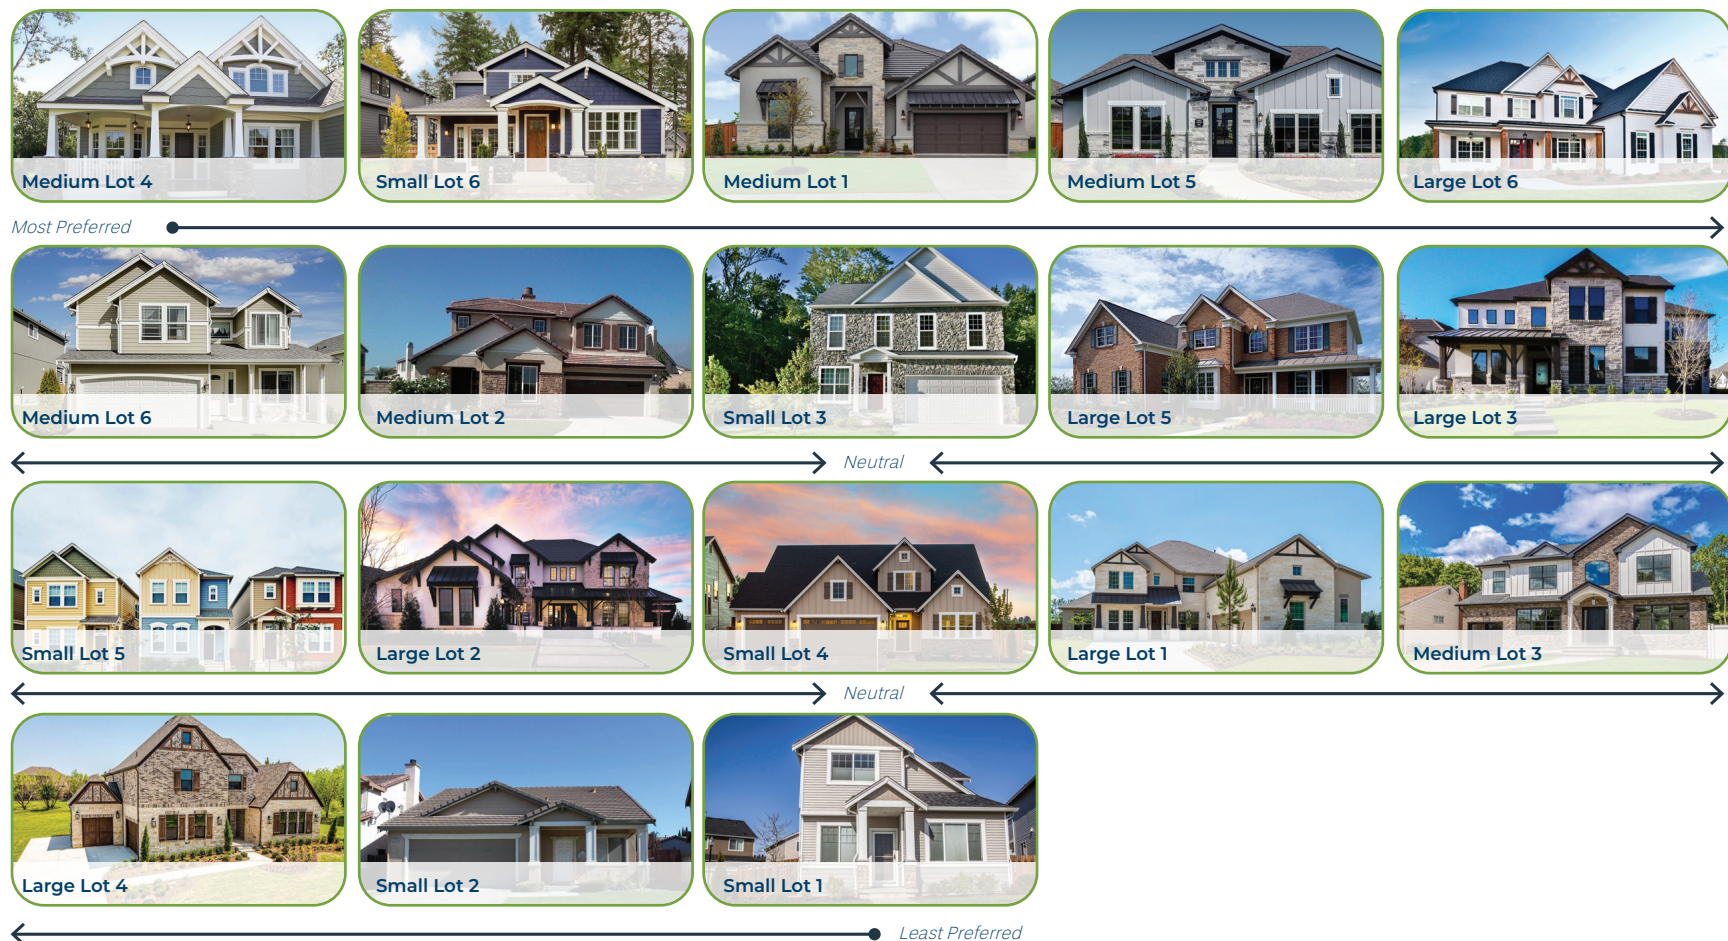 Medium Lot 4
Small Lot 6
Medium Lot 1
Medium Lot 5
Large Lot 6
Most Preferred
Medium Lot 6
Medium Lot 2
Small Lot 3
Large Lot 5
Large Lot 3
Neutral
Small Lot 5
Large Lot 2
Small Lot 4
Large Lot 1
Medium Lot 3
Neutral
Large Lot 4
Small Lot 2
Small Lot 1
Least Preferred